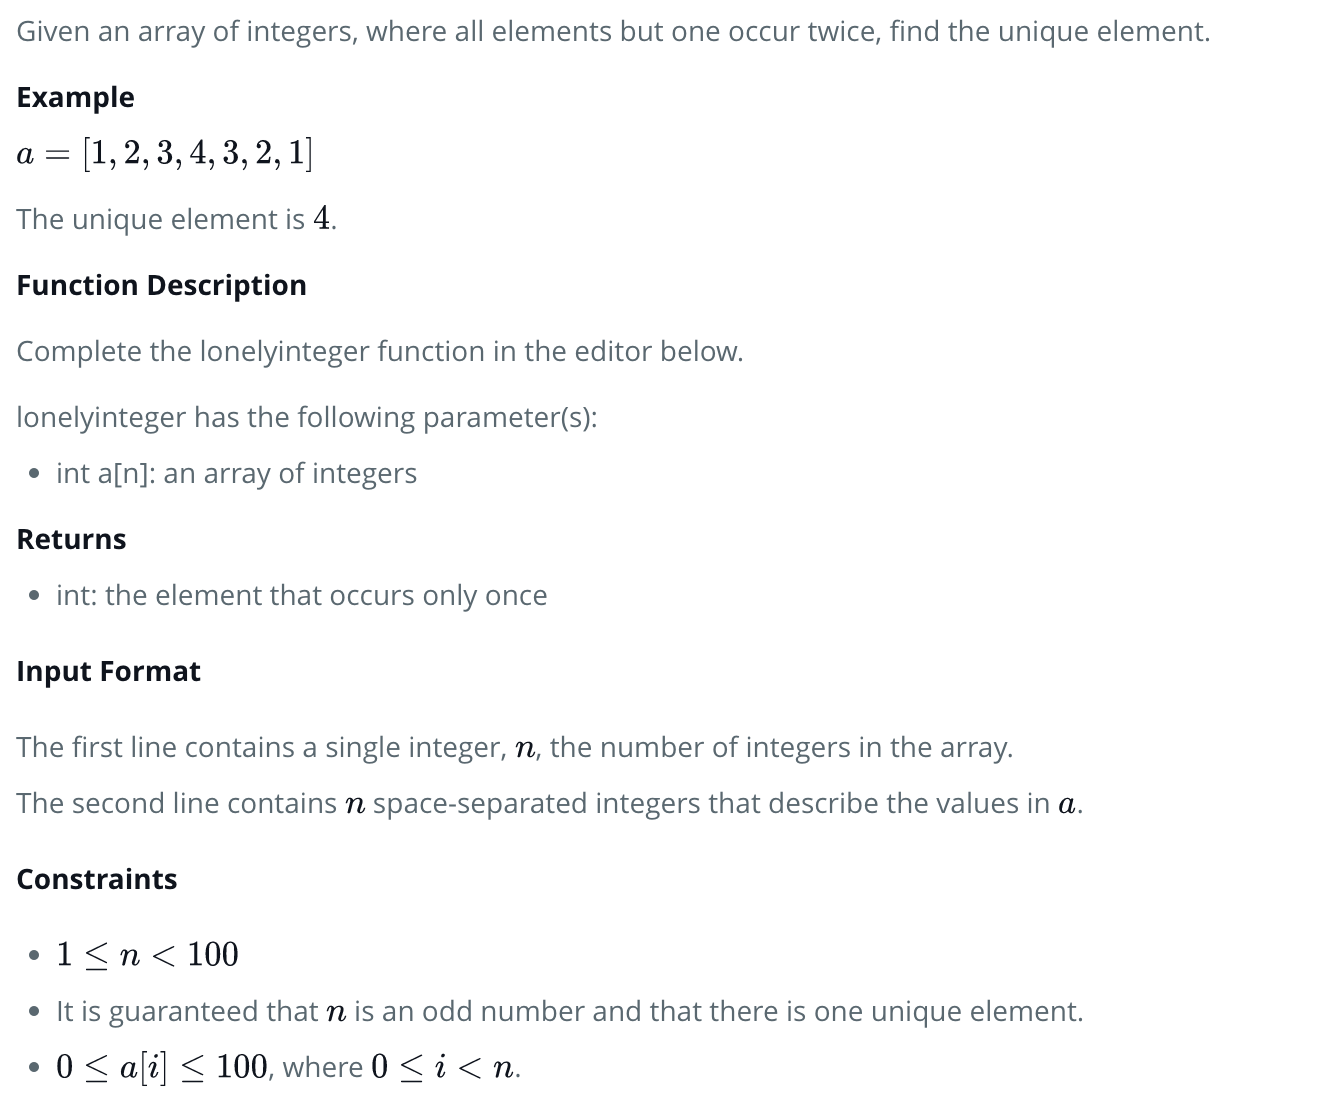 Given an array of integers, where all elements but one occur twice, find the unique element.
Example
a = [1, 2, 3, 4, 3, 2, 1]
The unique element is 4.
Function Description
Complete the lonelyinteger function in the editor below.
lonelyinteger has the following parameter(s):
• int a[n]: an array of integers
Returns
• int: the element that occurs only once
Input Format
The first line contains a single integer, n, the number of integers in the array.
The second line contains n space-separated integers that describe the values in a.
Constraints
• 1 ≤ n < 100
• It is guaranteed that n is an odd number and that there is one unique element.
• 0 ≤ a[i] ≤ 100, where 0 ≤ i < n.